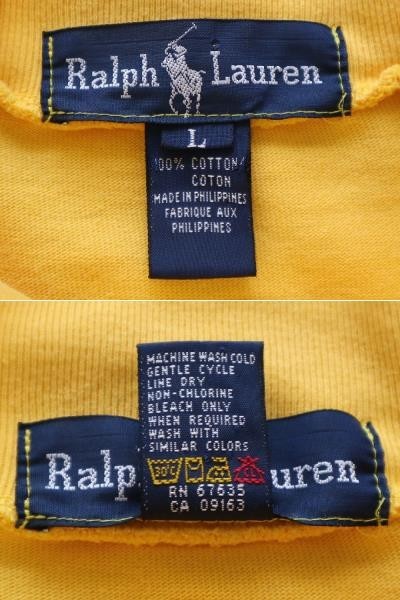 Ralph Lauren
L
100% COTTON/
COTON
MADE IN PHILIPPINES
FABRIQUE AUX
PHILIPPINES
MACHINE WASH COLD
GENTLE CYCLE
LINE DRY
NON-CHLORINE
BLEACH ONLY
WHEN REQUIRED
WASH WITH
SIMILAR COLORS
30°C CL
RN 67635
CA 09163
Ralp uren